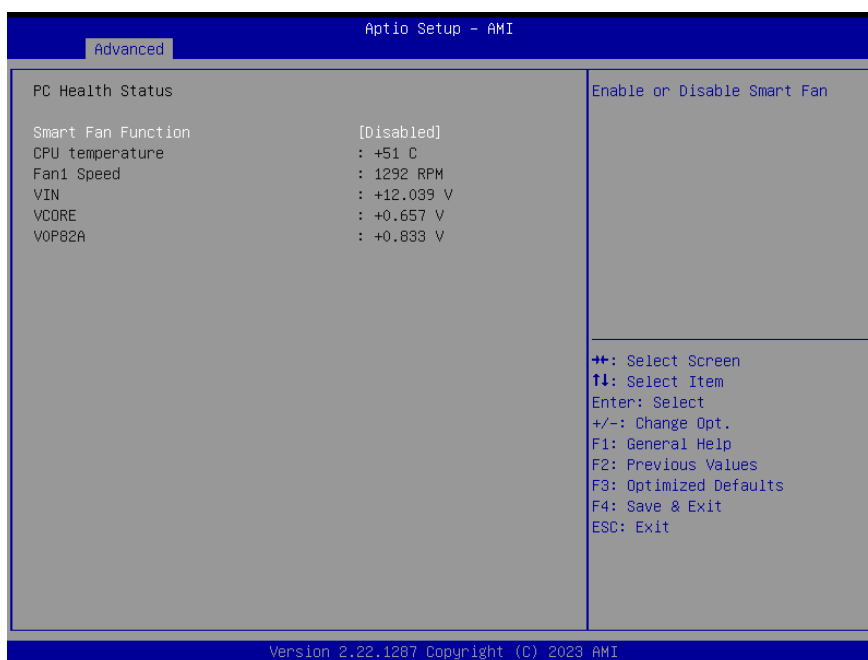 Aptio Setup – AMI
Advanced
PC Health Status
Smart Fan Function [Disabled]
CPU temperature : +51 C
Fan1 Speed : 1292 RPM
VIN : +12.039 V
VCORE : +0.657 V
V0P82A : +0.833 V
Enable or Disable Smart Fan
→←: Select Screen
↑↓: Select Item
Enter: Select
+/-: Change Opt.
F1: General Help
F2: Previous Values
F3: Optimized Defaults
F4: Save & Exit
ESC: Exit
Version 2.22.1287 Copyright (C) 2023 AMI